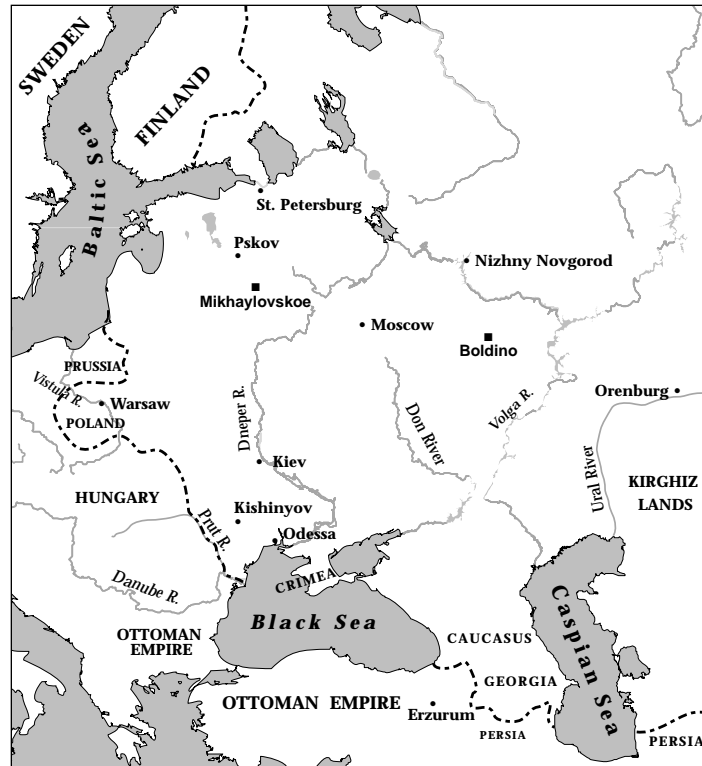 SWEDEN
FINLAND
Baltic Sea
St. Petersburg
Pskov
Nizhny Novgorod
Mikhaylovskoe
Moscow
Boldino
PRUSSIA
Vistula R.
Warsaw
POLAND
Dneper R.
Don River
Volga R.
Orenburg
Ural River
Kiev
HUNGARY
KIRGHIZ
LANDS
Kishinyov
Prut R.
Odessa
Danube R.
CRIMEA
Black Sea
OTTOMAN
EMPIRE
CAUCASUS
GEORGIA
Caspian Sea
OTTOMAN EMPIRE
Erzurum
PERSIA
PERSIA